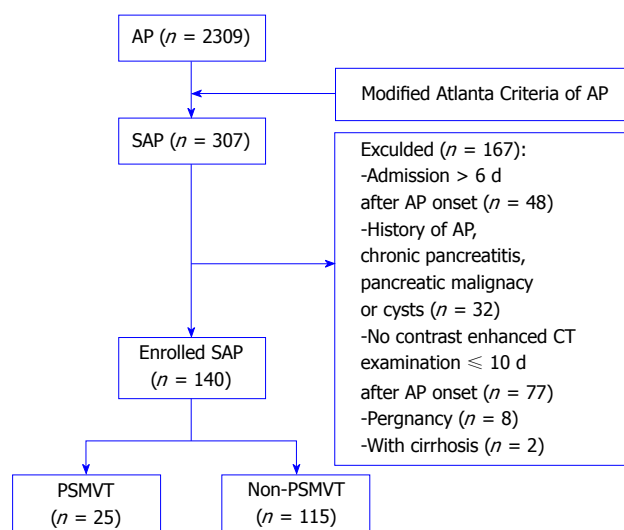 AP (n = 2309)
Modified Atlanta Criteria of AP
SAP (n = 307)
Exculded (n = 167):
-Admission > 6 d
after AP onset (n = 48)
-History of AP,
chronic pancreatitis,
pancreatic malignacy
or cysts (n = 32)
-No contrast enhanced CT
examination ≤ 10 d
after AP onset (n = 77)
-Pergnancy (n = 8)
-With cirrhosis (n = 2)
Enrolled SAP
(n = 140)
PSMVT
(n = 25)
Non-PSMVT
(n = 115)